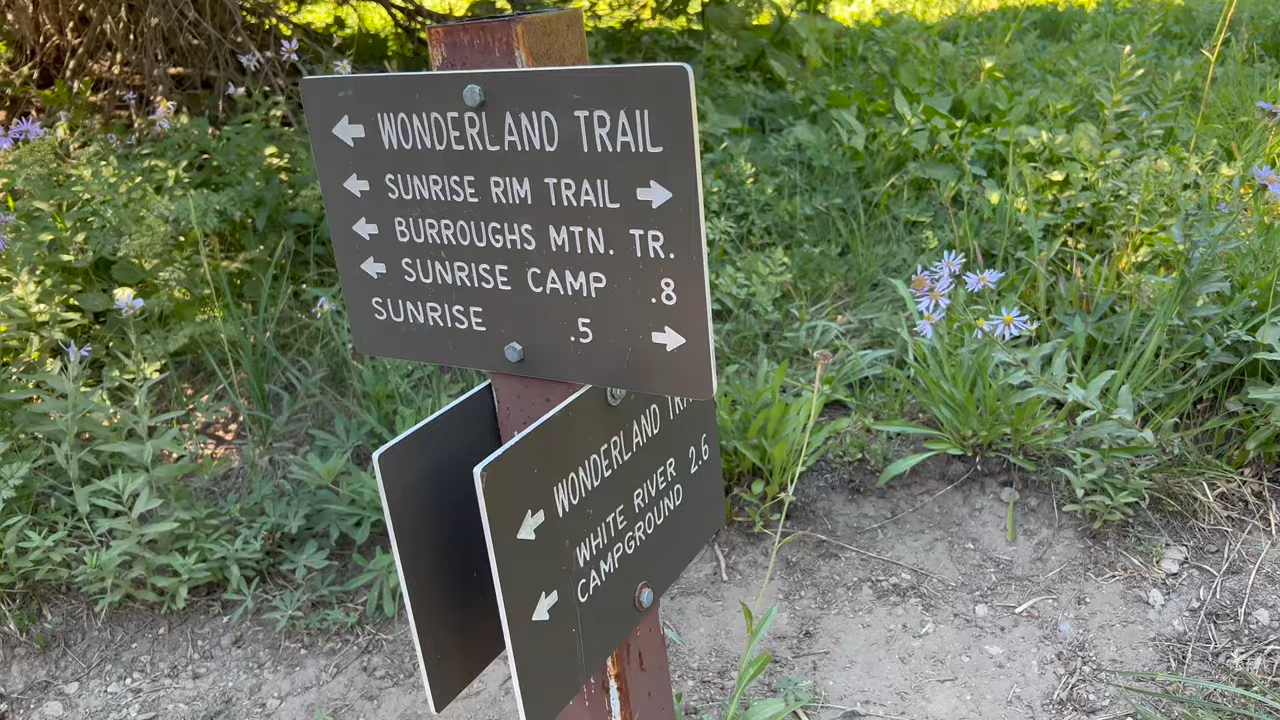 WONDERLAND TRAIL
SUNRISE RIM TRAIL
BURROUGHS MTN. TR.
SUNRISE CAMP .8
SUNRISE .5
WONDERLAND
WHITE RIVER 2.6
CAMPGROUND